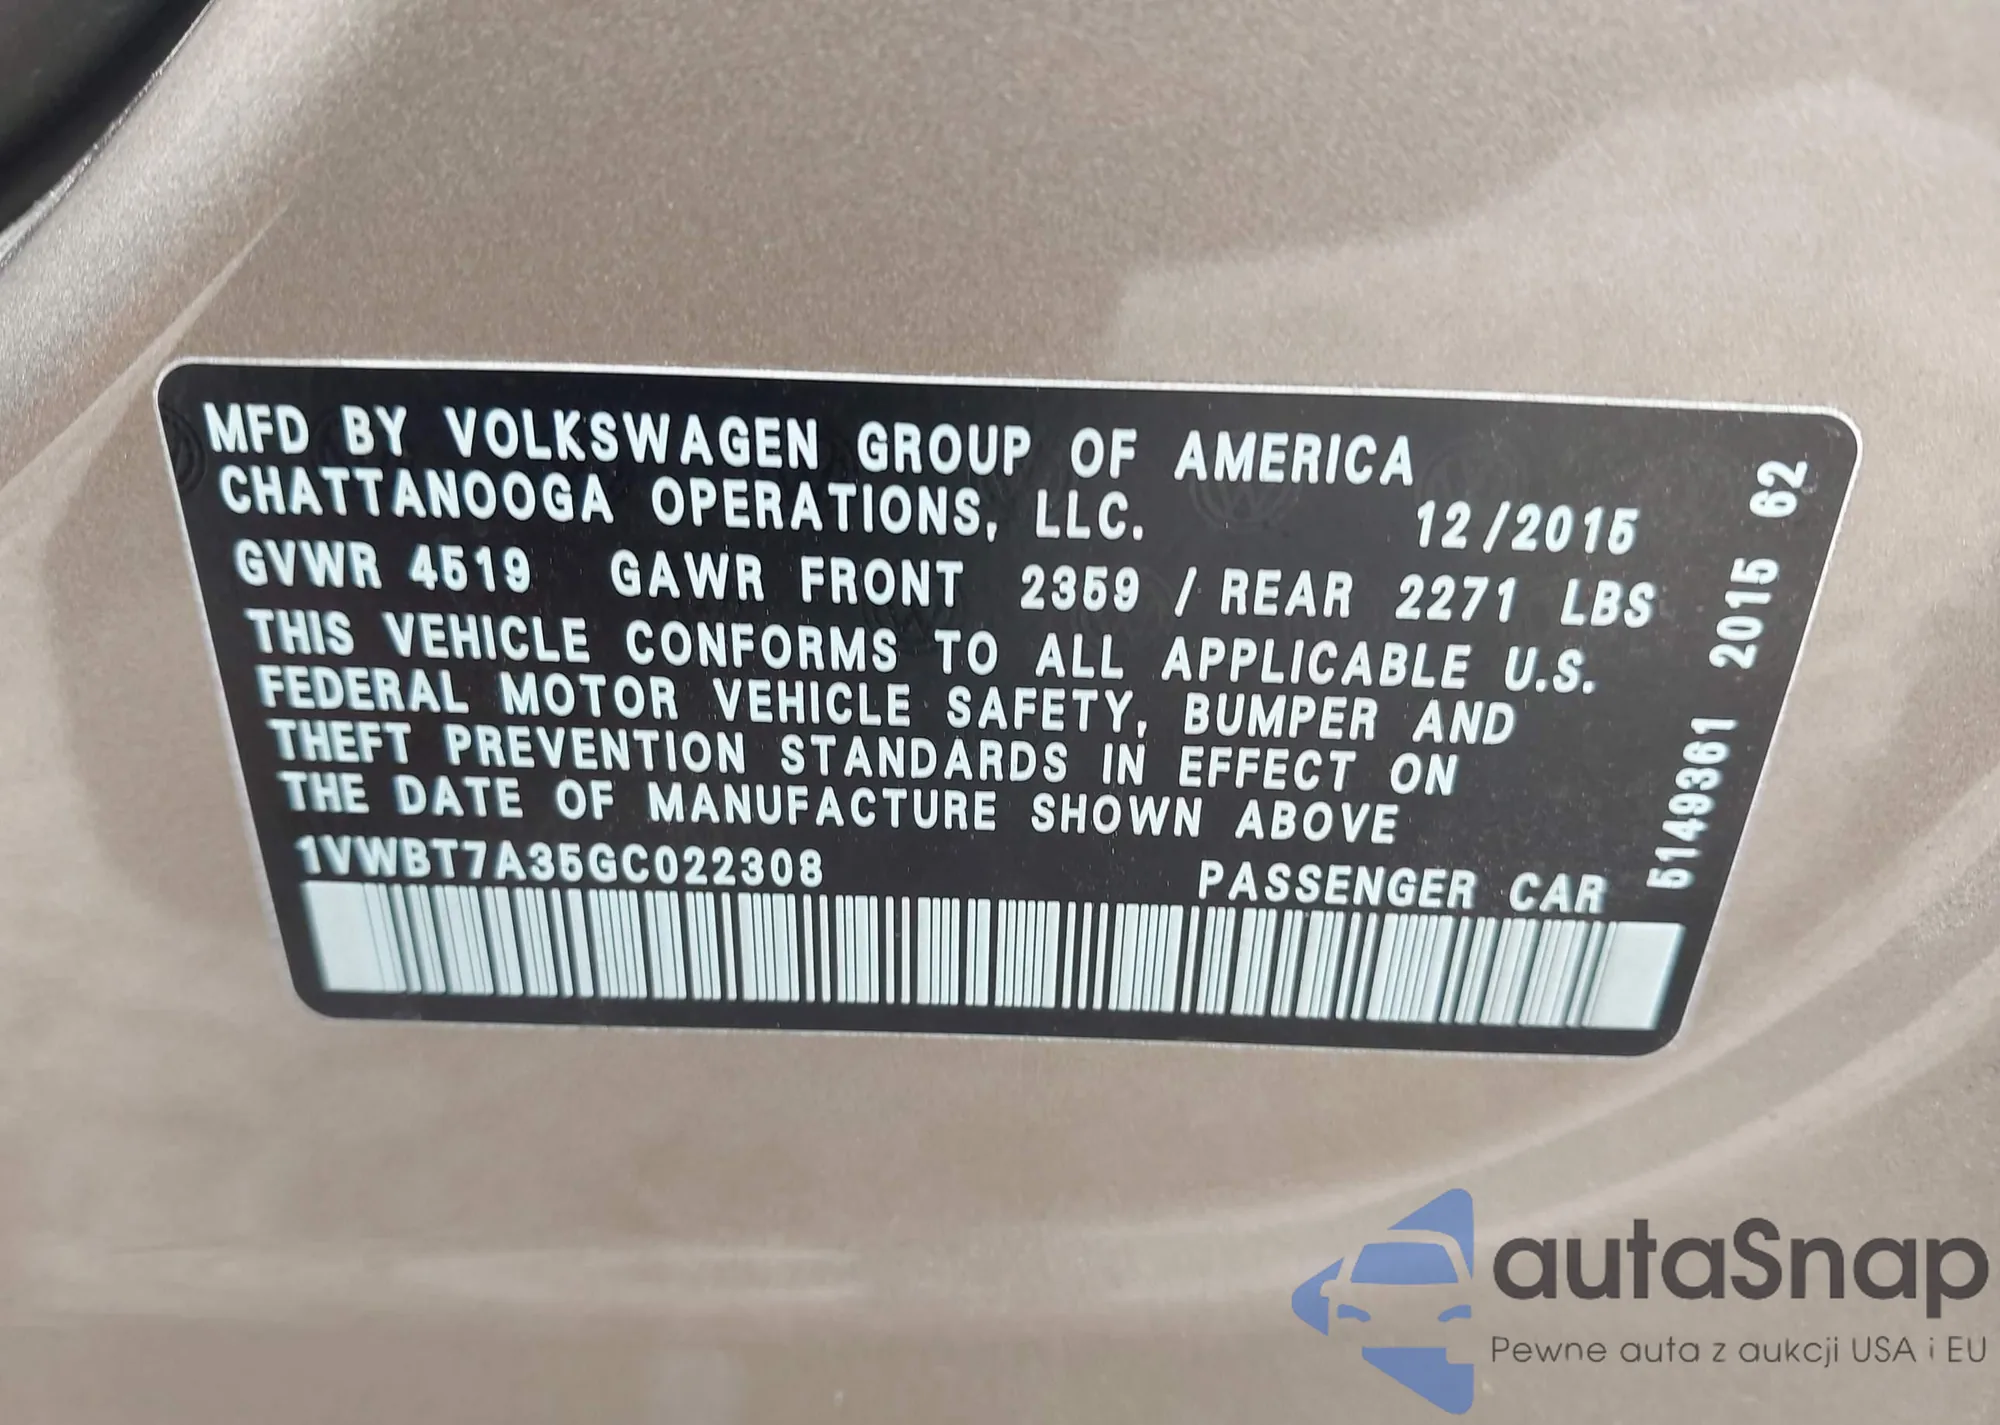 MFD BY VOLKSWAGEN GROUP OF AMERICA
CHATTANOOGA OPERATIONS, LLC. 12/2015
GVWR 4519 GAWR FRONT 2359 / REAR 2271 LBS
THIS VEHICLE CONFORMS TO ALL APPLICABLE U.S.
FEDERAL MOTOR VEHICLE SAFETY, BUMPER AND
THEFT PREVENTION STANDARDS IN EFFECT ON
THE DATE OF MANUFACTURE SHOWN ABOVE
1VWBT7A35GC022308 PASSENGER CAR
5149361 2015 62
autaSnap
Pewne auta z aukcji USA i EU